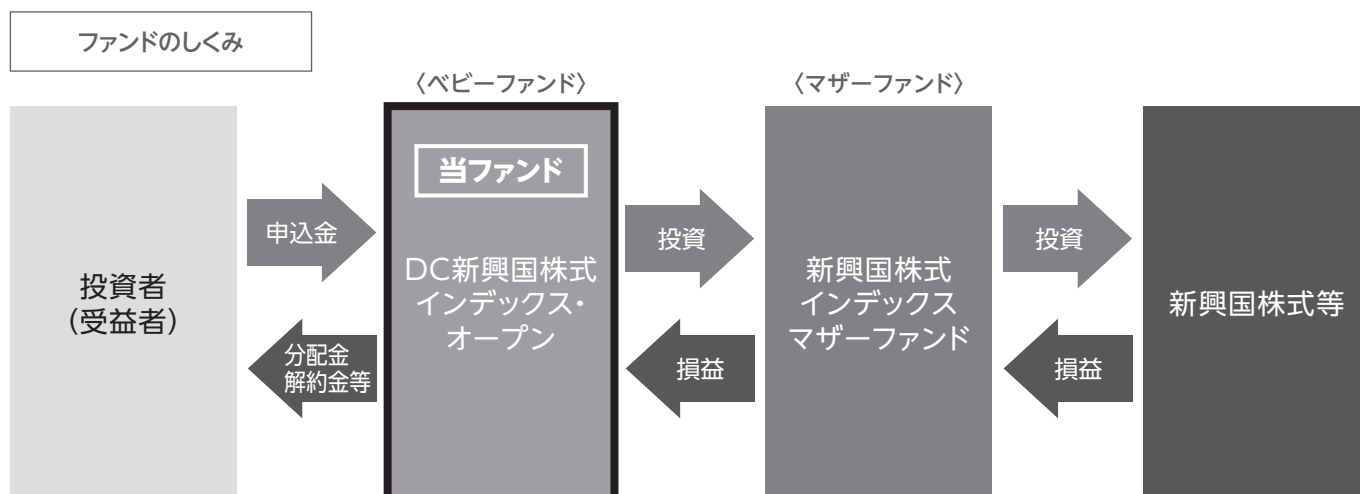 ファンドのしくみ
〈ベビーファンド〉
〈マザーファンド〉
投資者
（受益者）
申込金
分配金
解約金等
当ファンド
DC新興国株式
インデックス・
オープン
投資
損益
新興国株式
インデックス
マザーファンド
投資
損益
新興国株式等